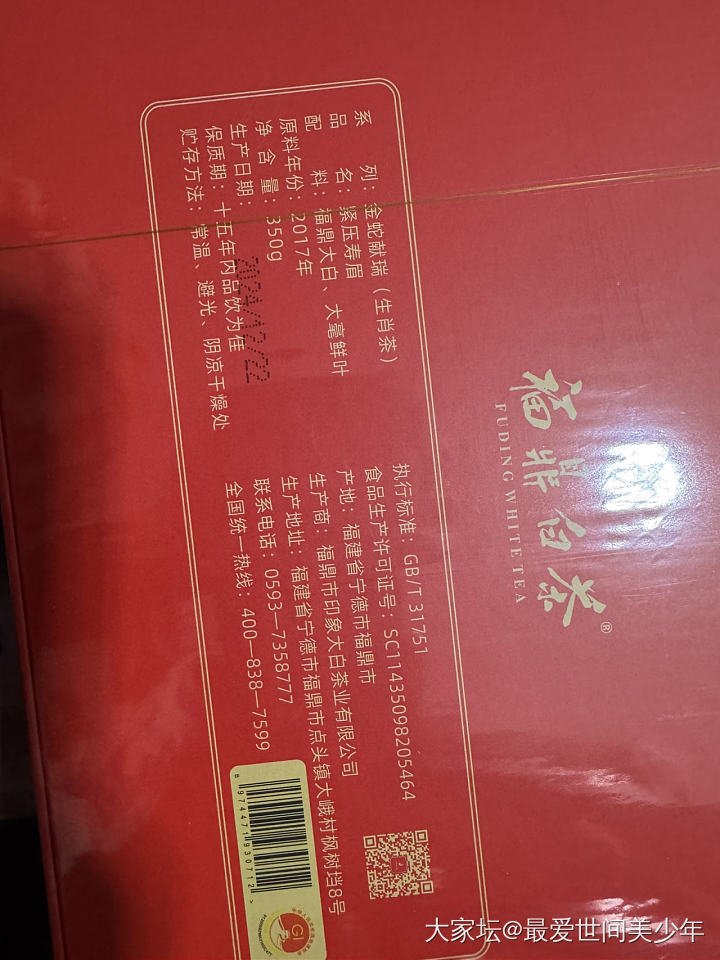 福鼎白茶®
FUDING WHITE TEA
系列：金蛇献瑞（生肖茶）
品名：紧压寿眉
配料：福鼎大白、大毫鲜叶
原料年份：2017年
净含量：350g
生产日期：2024/12/22
保质期：十五年内品饮为佳
贮存方法：常温、避光、阴凉干燥处
执行标准：GB/T 31751
食品生产许可证号：SC11435098205464
产地：福建省宁德市福鼎市
生产商：福鼎市印象大白茶业有限公司
生产地址：福建省宁德市福鼎市点头镇大峨村枫树垱8号
联系电话：0593—7358777
全国统一热线：400—838—7599
8 974471 930712 >
GI
大家坛@最爱世间美少年